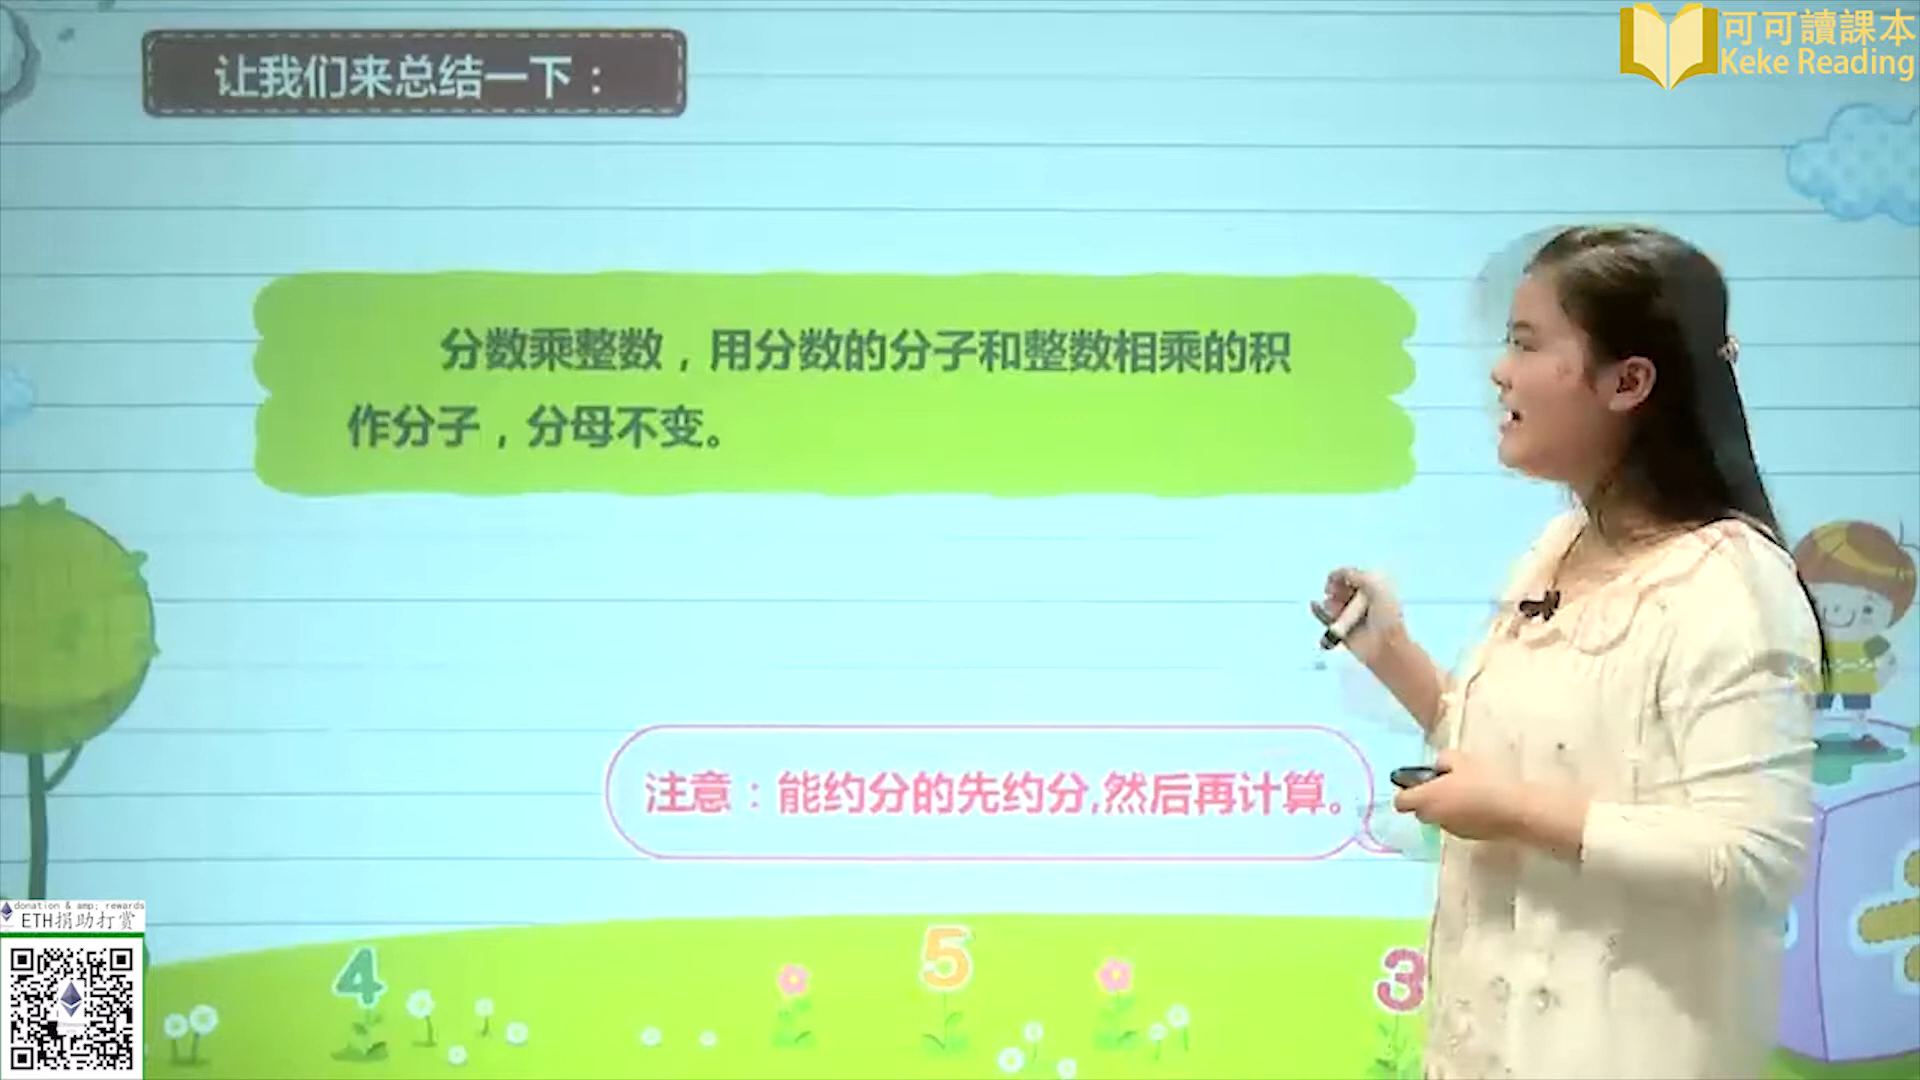 可可讀課本
Keke Reading
让我们来总结一下：
分数乘整数，用分数的分子和整数相乘的积
作分子，分母不变。
注意：能约分的先约分,然后再计算。
donation & amp; rewards
ETH捐助打赏
4
5
3